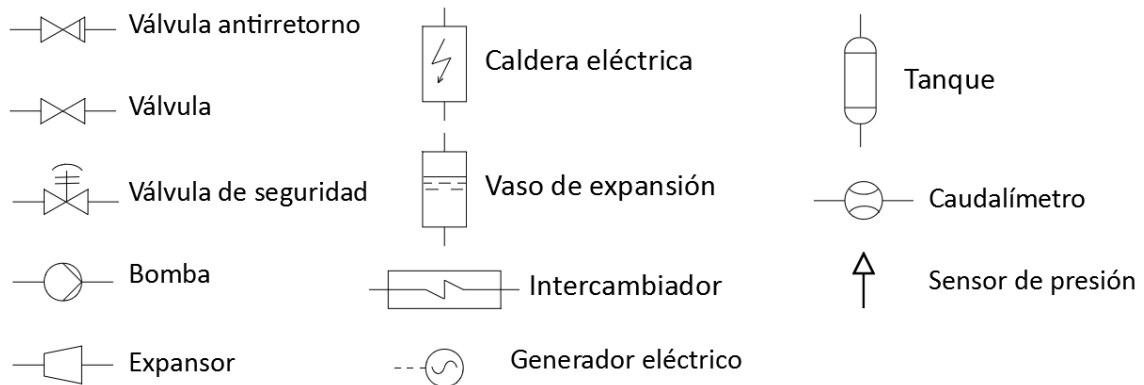 Válvula antirretorno
Válvula
Válvula de seguridad
Bomba
Expansor
Caldera eléctrica
Vaso de expansión
Intercambiador
Generador eléctrico
Tanque
Caudalímetro
Sensor de presión